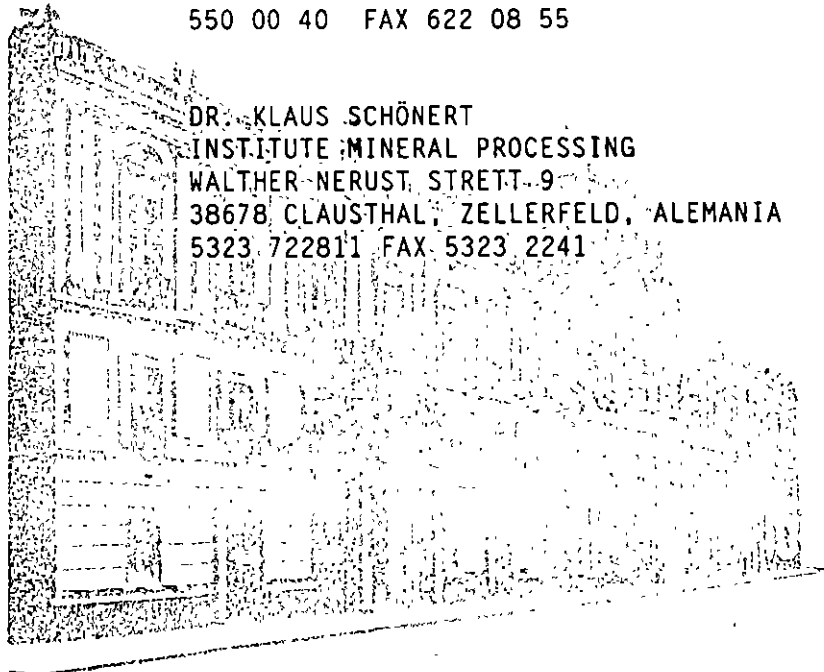 550 00 40 FAX 622 08 55
DR. KLAUS SCHÖNERT
INSTITUTE MINERAL PROCESSING
WALTHER NERUST STRETT 9
38678 CLAUSTHAL, ZELLERFELD, ALEMANIA
5323 722811 FAX 5323 2241